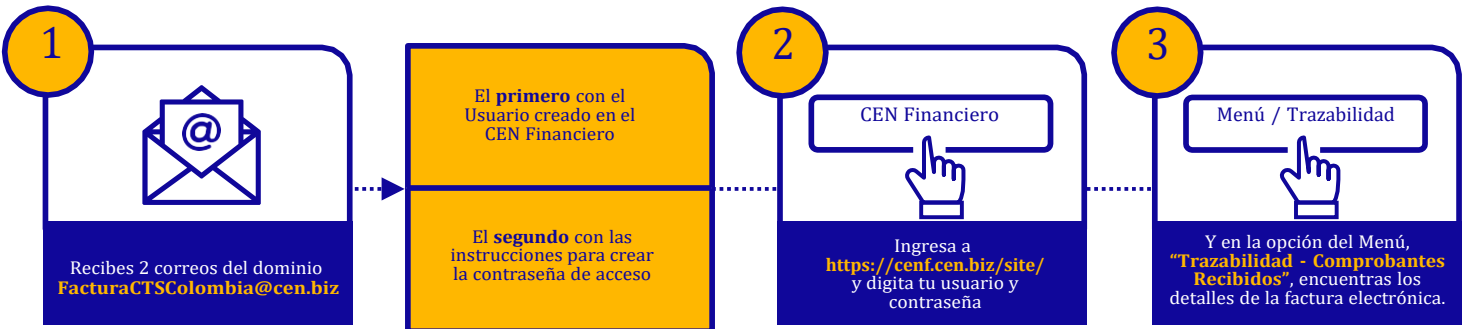 1
@
Recibes 2 correos del dominio
FacturaCTSColombia@cen.biz
El primero con el
Usuario creado en el
CEN Financiero
El segundo con las
instrucciones para crear
la contraseña de acceso
2
CEN Financiero
Ingresa a
https://cenf.cen.biz/site/
y digita tu usuario y
contraseña
3
Menú / Trazabilidad
Y en la opción del Menú,
“Trazabilidad - Comprobantes
Recibidos”, encuentras los
detalles de la factura electrónica.